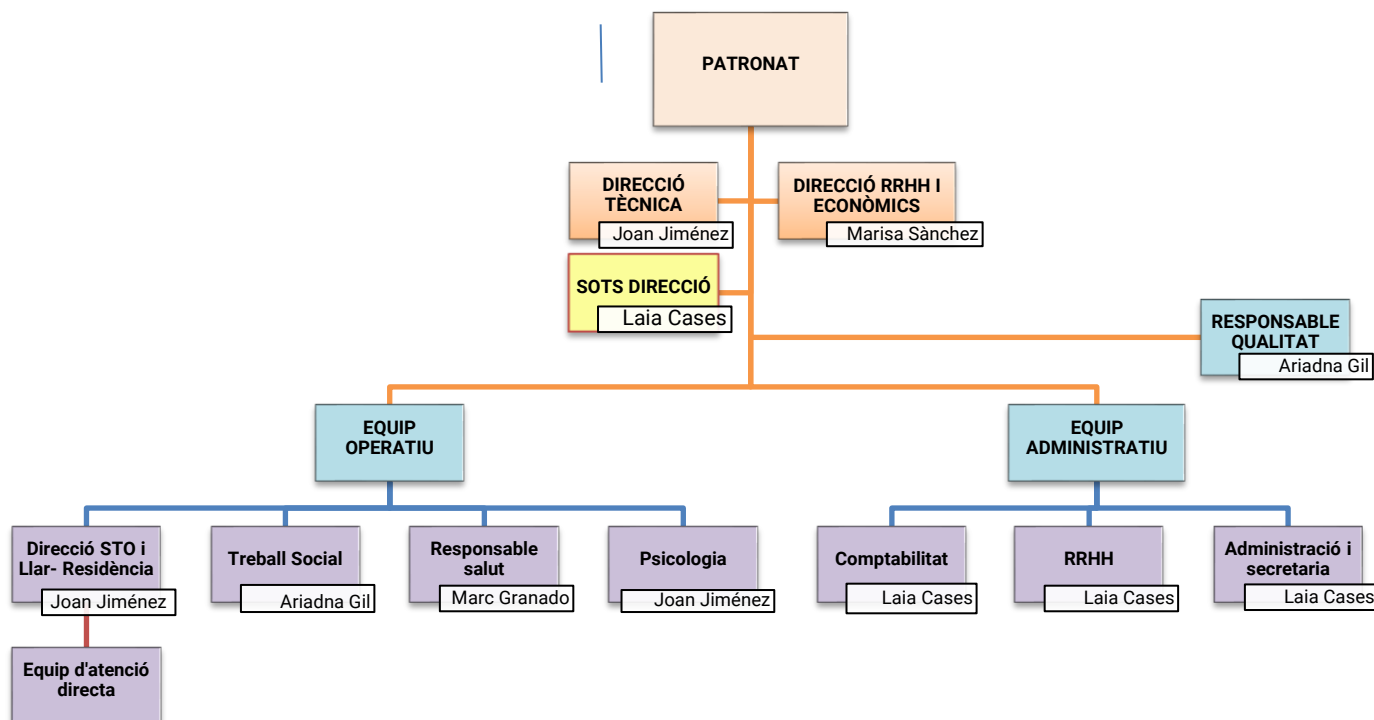 PATRONAT
DIRECCIÓ
TÈCNICA
Joan Jiménez
DIRECCIÓ RRHH I
ECONÒMICS
Marisa Sànchez
SOTS DIRECCIÓ
Laia Cases
RESPONSABLE
QUALITAT
Ariadna Gil
EQUIP
OPERATIU
EQUIP
ADMINISTRATIU
Direcció STO i
Llar- Residència
Joan Jiménez
Treball Social
Ariadna Gil
Responsable
salut
Marc Granado
Psicologia
Joan Jiménez
Comptabilitat
Laia Cases
RRHH
Laia Cases
Administració i
secretaria
Laia Cases
Equip d'atenció
directa